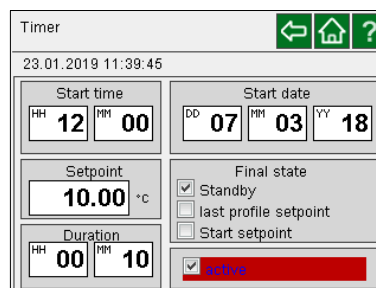 Timer
?
23.01.2019 11:39:45
Start time
HH 12 MM 00
Start date
DD 07 MM 03 YY 18
Setpoint
10.00 °C
Final state
Standby
last profile setpoint
Start setpoint
Duration
HH 00 MM 10
active